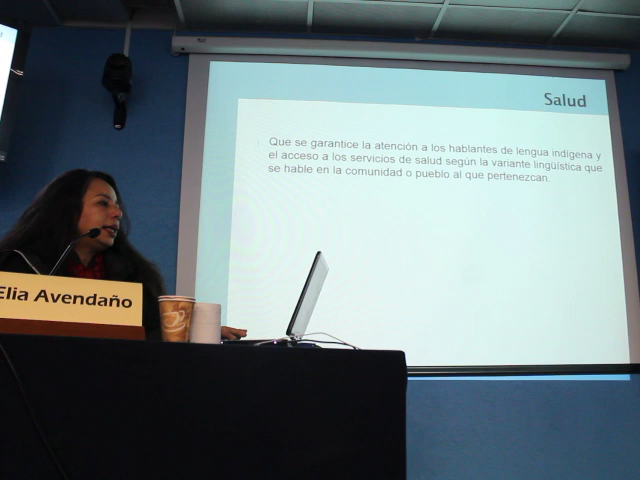 Salud
Que se garantice la atención a los hablantes de lengua indígena y
el acceso a los servicios de salud según la variante lingüística que
se hable en la comunidad o pueblo al que pertenezcan.
Elia Avendaño